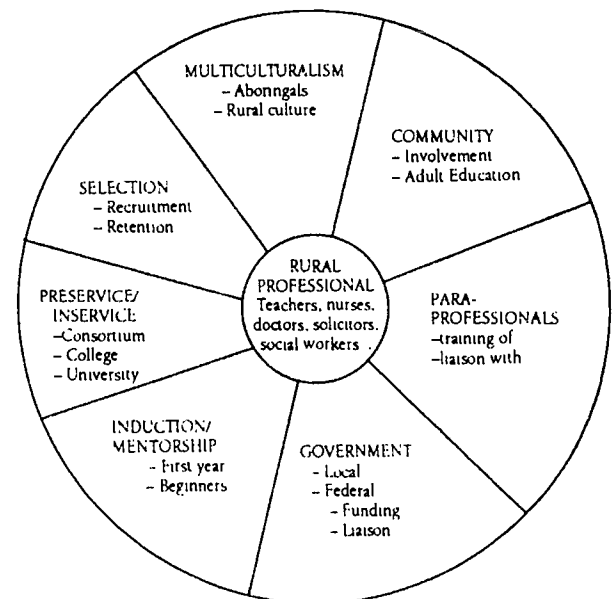 MULTICULTURALISM
- Aboringals
- Rural culture
COMMUNITY
- Involvement
- Adult Education
PARA-
PROFESSIONALS
-training of
-liaison with
GOVERNMENT
- Local
- Federal
- Funding
- Liaison
INDUCTION/
MENTORSHIP
- First year
- Beginners
PRESERVICE/
INSERVICE
-Consortium
- College
- University
SELECTION
- Recruitment
- Retention
RURAL
PROFESSIONAL
Teachers, nurses,
doctors, solicitors,
social workers .